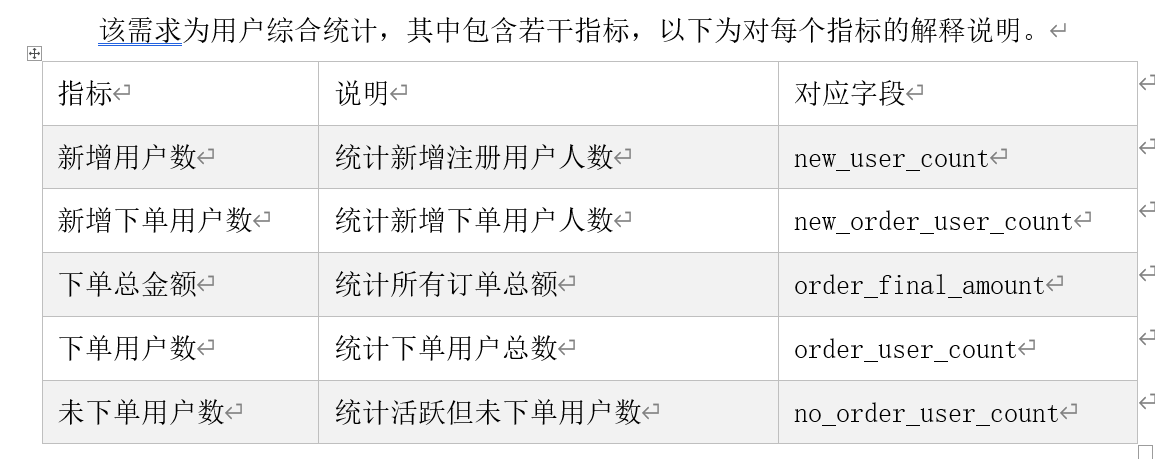 该需求为用户综合统计，其中包含若干指标，以下为对每个指标的解释说明。
指标 说明 对应字段
新增用户数 统计新增注册用户人数 new_user_count
新增下单用户数 统计新增下单用户人数 new_order_user_count
下单总金额 统计所有订单总额 order_final_amount
下单用户数 统计下单用户总数 order_user_count
未下单用户数 统计活跃但未下单用户数 no_order_user_count